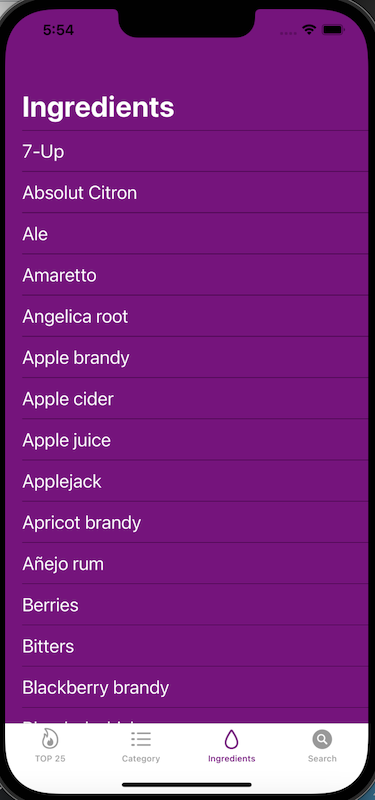 5:54
Ingredients
7-Up
Absolut Citron
Ale
Amaretto
Angelica root
Apple brandy
Apple cider
Apple juice
Applejack
Apricot brandy
Añejo rum
Berries
Bitters
Blackberry brandy
TOP 25
Category
Ingredients
Search